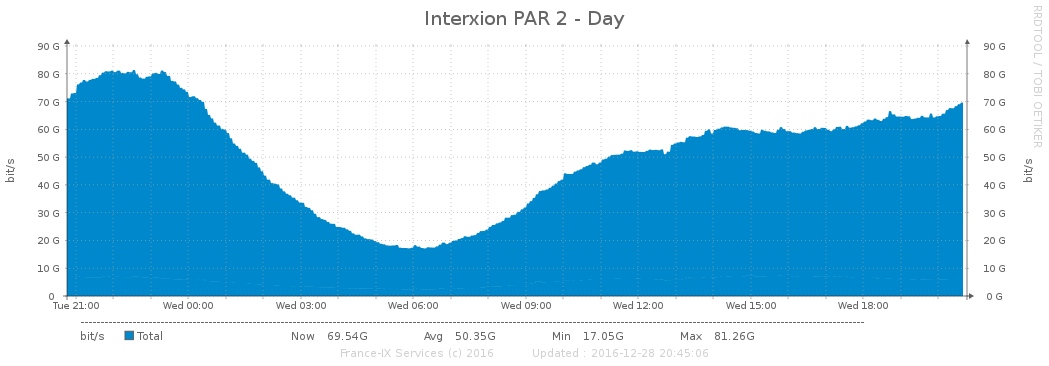 Interxion PAR 2 - Day
RRDTOOL / TOBI OETIKER
90 G 90 G
80 G 80 G
70 G 70 G
60 G 60 G
50 G 50 G
40 G 40 G
30 G 30 G
20 G 20 G
10 G 10 G
0 0 G
bit/s
bit/s
Tue 21:00 Wed 00:00 Wed 03:00 Wed 06:00 Wed 09:00 Wed 12:00 Wed 15:00 Wed 18:00
bit/s Total Now 69.54G Avg 50.35G Min 17.05G Max 81.26G
France-IX Services (c) 2016 Updated : 2016-12-28 20:45:06